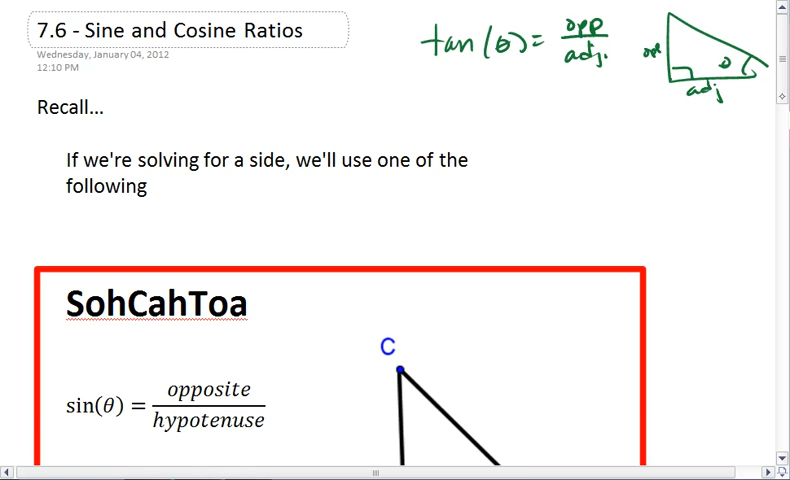 7.6 - Sine and Cosine Ratios
Wednesday, January 04, 2012
12:10 PM
tan(θ) = opp/adj.
opp
θ
adj
Recall...
If we're solving for a side, we'll use one of the
following
SohCahToa
C
sin(θ) = opposite/hypotenuse